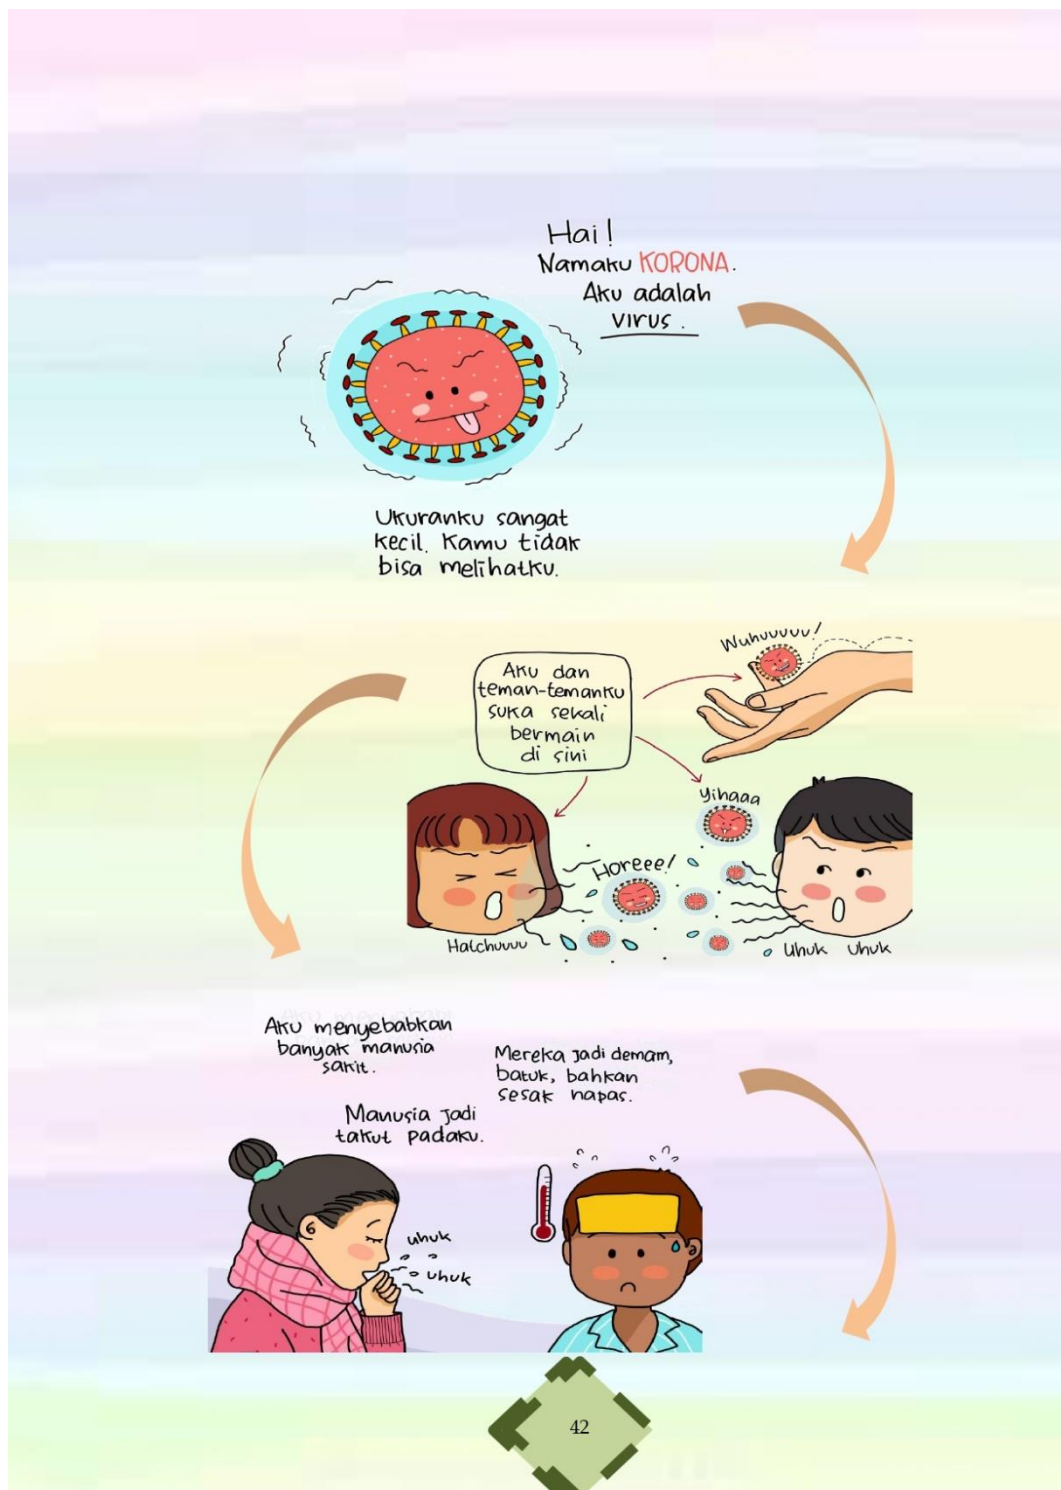 Hai!
Namaku KORONA.
Aku adalah
virus.
Ukuranku sangat
kecil. Kamu tidak
bisa melihatku.
Wuhuuuuu!
Aku dan
teman-temanku
suka sekali
bermain
di sini
Yihaaa
Horeee!
Hatchuuuu
Uhuk Uhuk
Aku menyebabkan
banyak manusia
sakit.
Mereka jadi demam,
batuk, bahkan
sesak napas.
Manusia jadi
takut padaku.
uhuk
uhuk
42